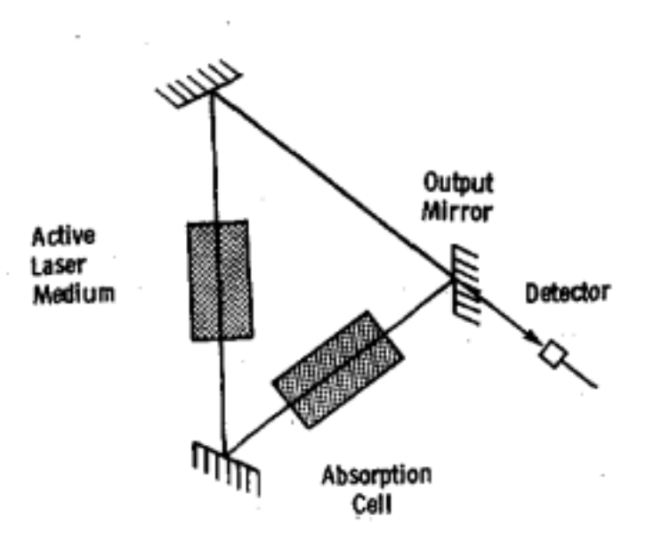 Output
Mirror
Active
Laser
Medium
Detector
Absorption
Cell